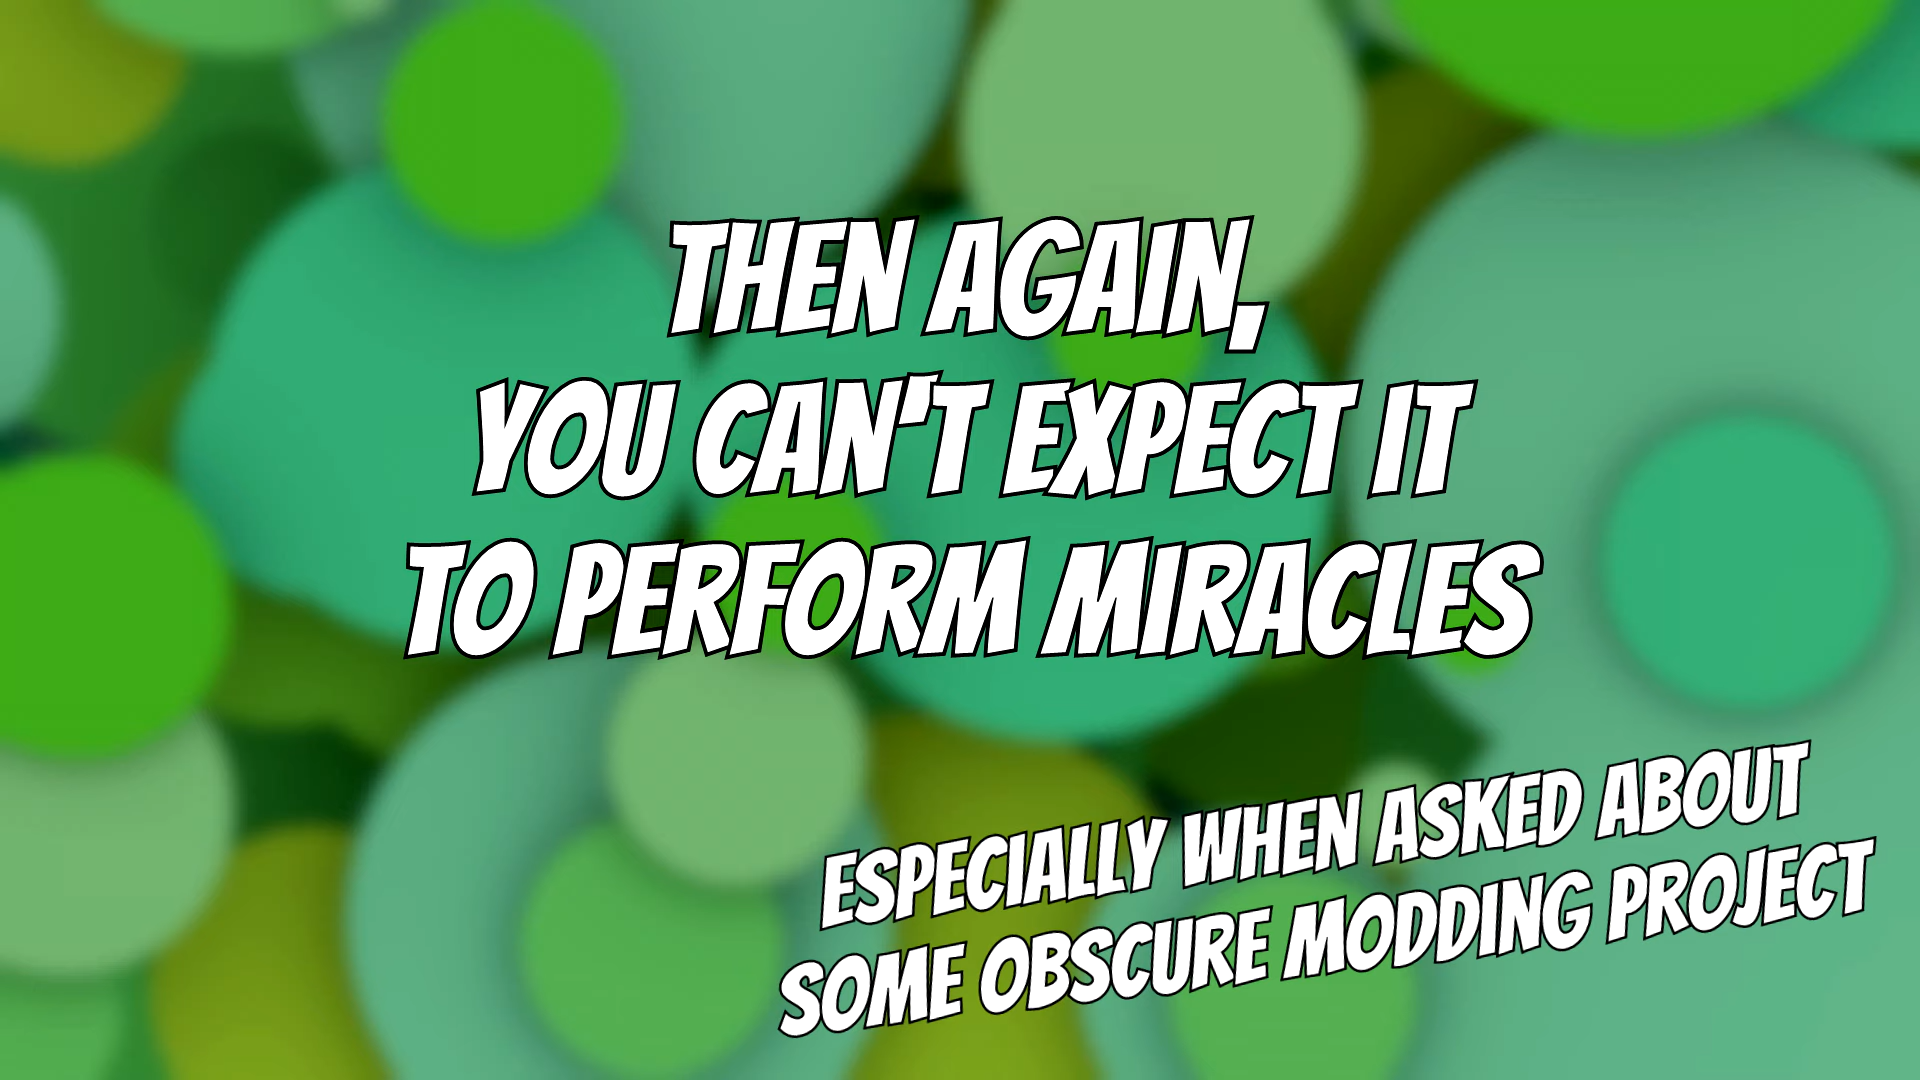 THEN AGAIN,
YOU CAN'T EXPECT IT
TO PERFORM MIRACLES
ESPECIALLY WHEN ASKED ABOUT
SOME OBSCURE MODDING PROJECT